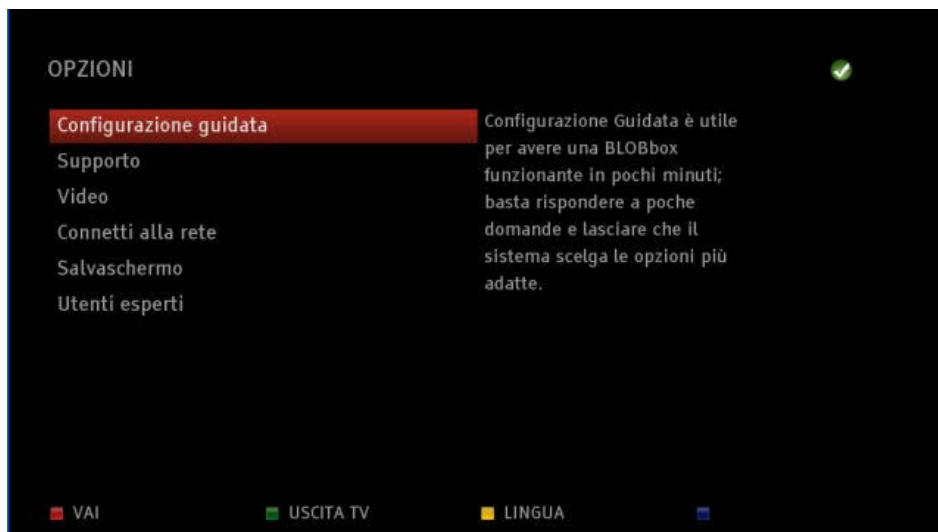 OPZIONI
Configurazione guidata
Supporto
Video
Connetti alla rete
Salvaschermo
Utenti esperti
Configurazione Guidata è utile
per avere una BLOBbox
funzionante in pochi minuti;
basta rispondere a poche
domande e lasciare che il
sistema scelga le opzioni più
adatte.
VAI
USCITA TV
LINGUA